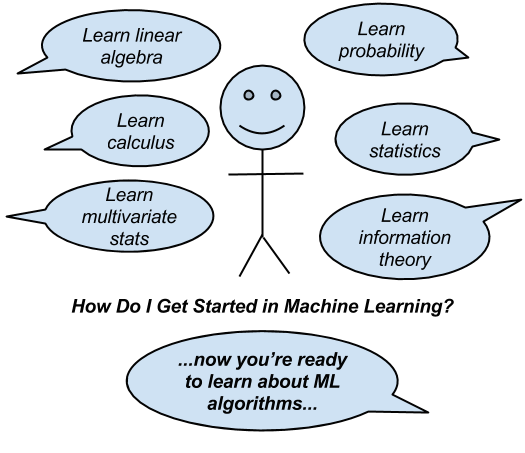 Learn linear
algebra
Learn
probability
Learn
calculus
Learn
statistics
Learn
multivariate
stats
Learn
information
theory
How Do I Get Started in Machine Learning?
...now you're ready
to learn about ML
algorithms...